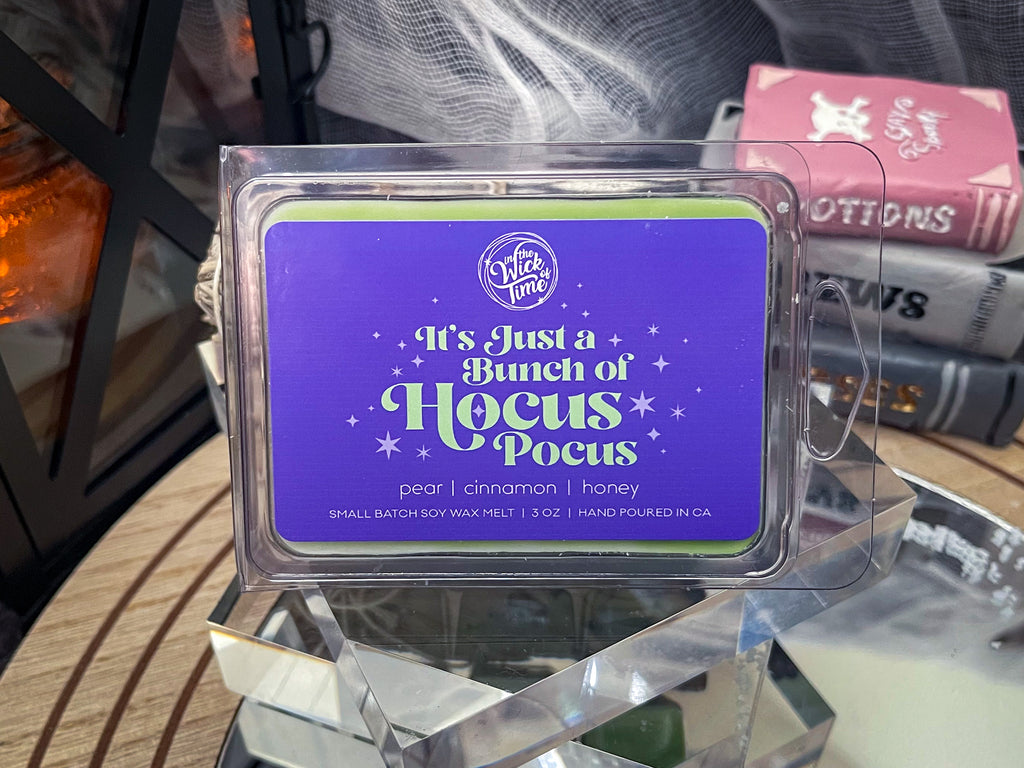 in the
Wick
of
Time
It's Just a
Bunch of
Hocus
Pocus
pear | cinnamon | honey
SMALL BATCH SOY WAX MELT | 3 OZ | HAND POURED IN CA
OTTONS